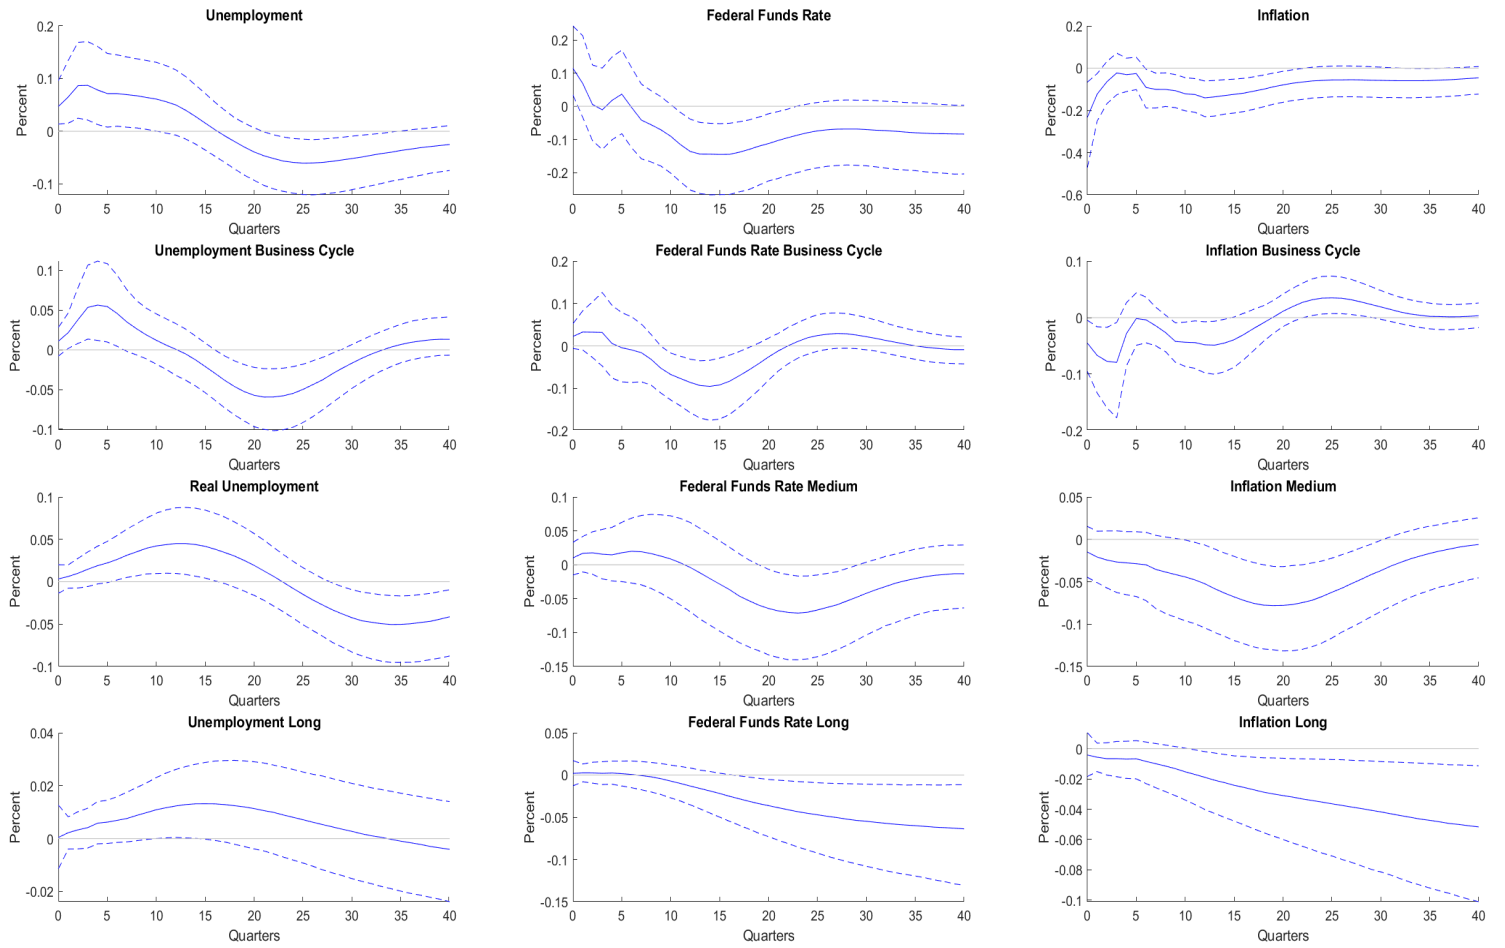 Unemployment
Federal Funds Rate
Inflation
0.2
0.1
0
-0.1
Percent
0 5 10 15 20 25 30 35 40
Quarters
0.2
0.1
0
-0.1
-0.2
Percent
0 5 10 15 20 25 30 35 40
Quarters
0.2
0
-0.2
-0.4
-0.6
Percent
0 5 10 15 20 25 30 35 40
Quarters
Unemployment Business Cycle
Federal Funds Rate Business Cycle
Inflation Business Cycle
0.1
0.05
0
-0.05
-0.1
Percent
0 5 10 15 20 25 30 35 40
Quarters
0.2
0.1
0
-0.1
-0.2
Percent
0 5 10 15 20 25 30 35 40
Quarters
0.1
0
-0.1
-0.2
Percent
0 5 10 15 20 25 30 35 40
Quarters
Real Unemployment
Federal Funds Rate Medium
Inflation Medium
0.1
0.05
0
-0.05
-0.1
Percent
0 5 10 15 20 25 30 35 40
Quarters
0.1
0.05
0
-0.05
-0.1
-0.15
Percent
0 5 10 15 20 25 30 35 40
Quarters
0.05
0
-0.05
-0.1
-0.15
Percent
0 5 10 15 20 25 30 35 40
Quarters
Unemployment Long
Federal Funds Rate Long
Inflation Long
0.04
0.02
0
-0.02
Percent
0 5 10 15 20 25 30 35 40
Quarters
0.05
0
-0.05
-0.1
-0.15
Percent
0 5 10 15 20 25 30 35 40
Quarters
0
-0.02
-0.04
-0.06
-0.08
-0.1
Percent
0 5 10 15 20 25 30 35 40
Quarters